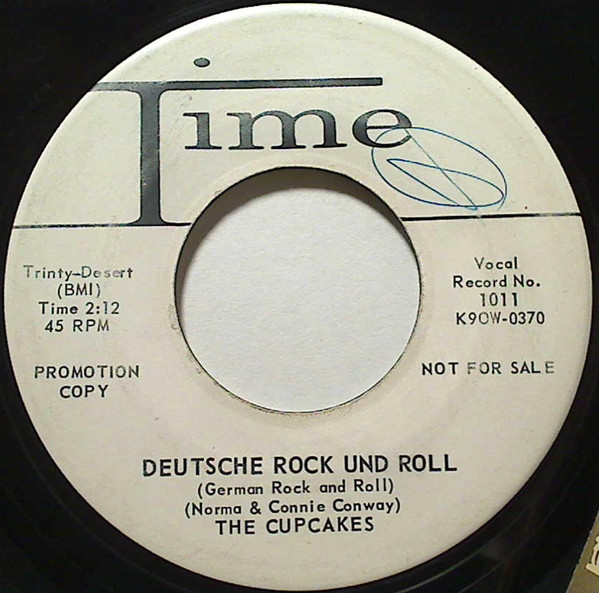 Time
Trinty-Desert
(BMI)
Time 2:12
45 RPM
PROMOTION
COPY
Vocal
Record No.
1011
K9OW-0370
NOT FOR SALE
DEUTSCHE ROCK UND ROLL
(German Rock and Roll)
(Norma & Connie Conway)
THE CUPCAKES